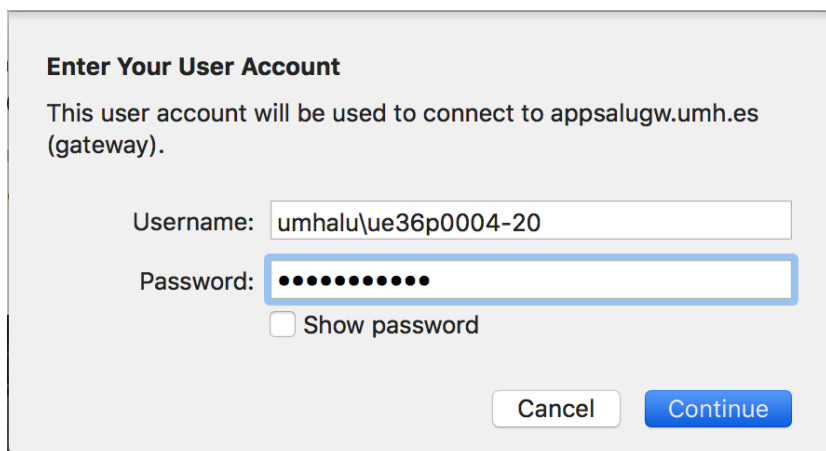 Enter Your User Account
This user account will be used to connect to appsalugw.umh.es
(gateway).
Username: umhalu\ue36p0004-20
Password: •••••••••••
Show password
Cancel Continue